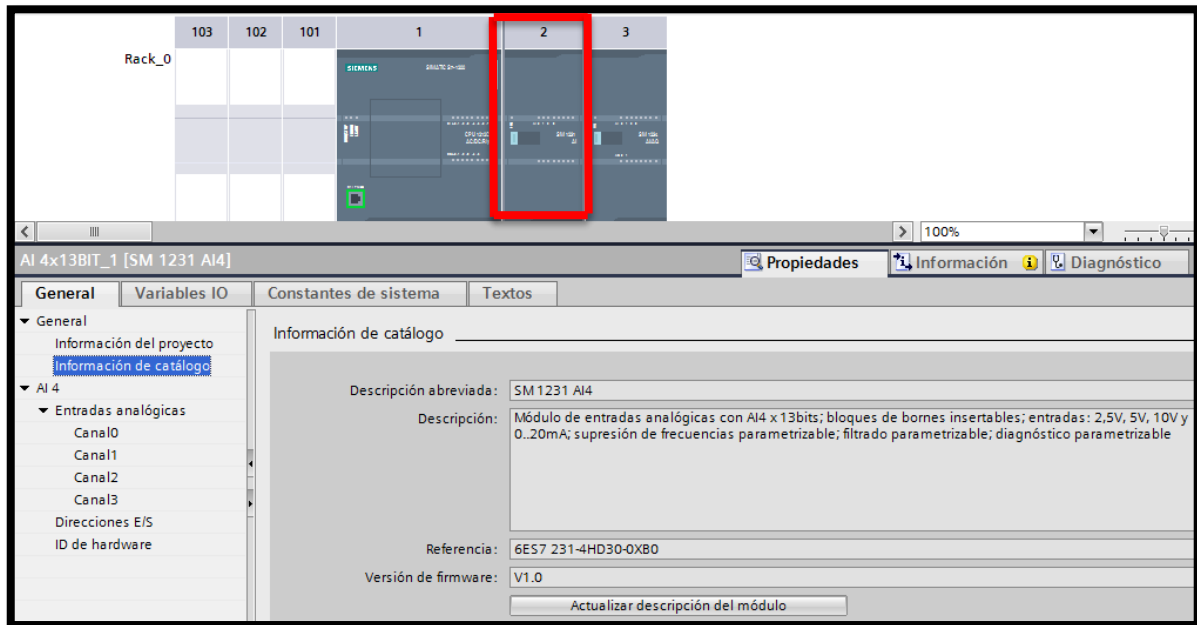 103 102 101 1 2 3
Rack_0
SIEMENS SIMATIC S7-1200
100%
AI 4x13BIT_1 [SM 1231 AI4]
Propiedades Información Diagnóstico
General Variables IO Constantes de sistema Textos
General
Información del proyecto
Información de catálogo
AI 4
Entradas analógicas
Canal0
Canal1
Canal2
Canal3
Direcciones E/S
ID de hardware
Información de catálogo
Descripción abreviada: SM 1231 AI4
Descripción: Módulo de entradas analógicas con AI4 x 13bits; bloques de bornes insertables; entradas: 2,5V, 5V, 10V y
0..20mA; supresión de frecuencias parametrizable; filtrado parametrizable; diagnóstico parametrizable
Referencia: 6ES7 231-4HD30-0XB0
Versión de firmware: V1.0
Actualizar descripción del módulo